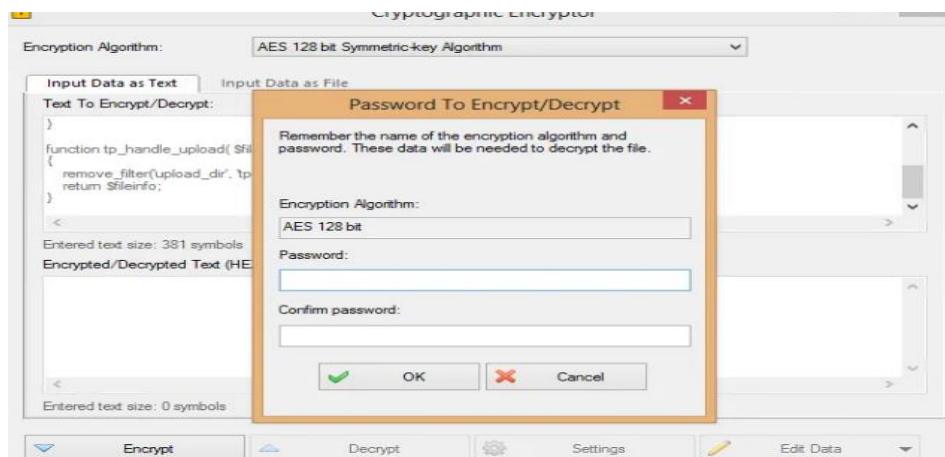 Cryptographic Encryptor
Encryption Algorithm:
AES 128 bit Symmetric-key Algorithm
Input Data as Text
Input Data as File
Text To Encrypt/Decrypt:
}
function tp_handle_upload( $fil
{
remove_filter('upload_dir', 'tp
return $fileinfo;
}
Entered text size: 381 symbols
Encrypted/Decrypted Text (HE
Entered text size: 0 symbols
Password To Encrypt/Decrypt
Remember the name of the encryption algorithm and
password. These data will be needed to decrypt the file.
Encryption Algorithm:
AES 128 bit
Password:
Confirm password:
OK
Cancel
Encrypt
Decrypt
Settings
Edit Data